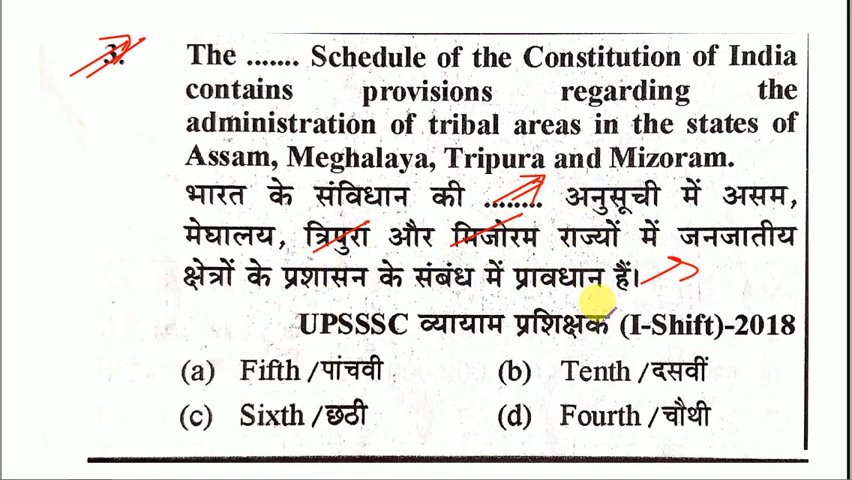 3. The ....... Schedule of the Constitution of India
contains provisions regarding the
administration of tribal areas in the states of
Assam, Meghalaya, Tripura and Mizoram.
भारत के संविधान की ........ अनुसूची में असम,
मेघालय, त्रिपुरा और मिजोरम राज्यों में जनजातीय
क्षेत्रों के प्रशासन के संबंध में प्रावधान हैं।
UPSSSC व्यायाम प्रशिक्षक (I-Shift)-2018
(a) Fifth /पांचवी (b) Tenth /दसवीं
(c) Sixth /छठी (d) Fourth /चौथी